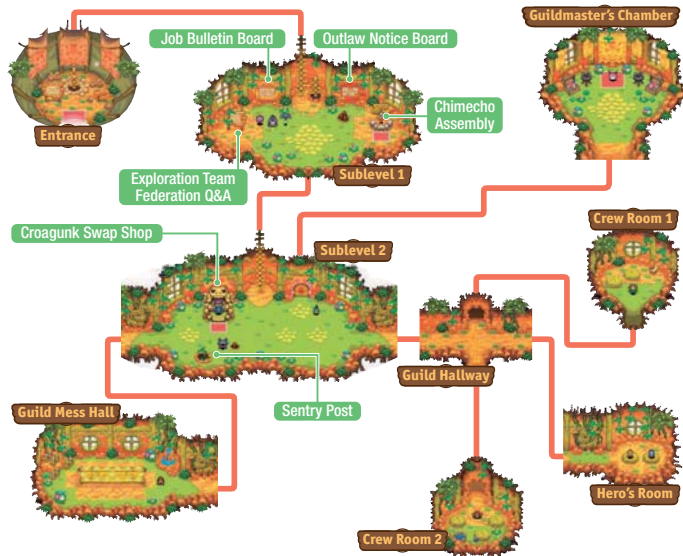 Guildmaster's Chamber
Job Bulletin Board
Outlaw Notice Board
Entrance
Chimecho
Assembly
Exploration Team
Federation Q&A
Sublevel 1
Crew Room 1
Croagunk Swap Shop
Sublevel 2
Guild Hallway
Sentry Post
Guild Mess Hall
Hero's Room
Crew Room 2